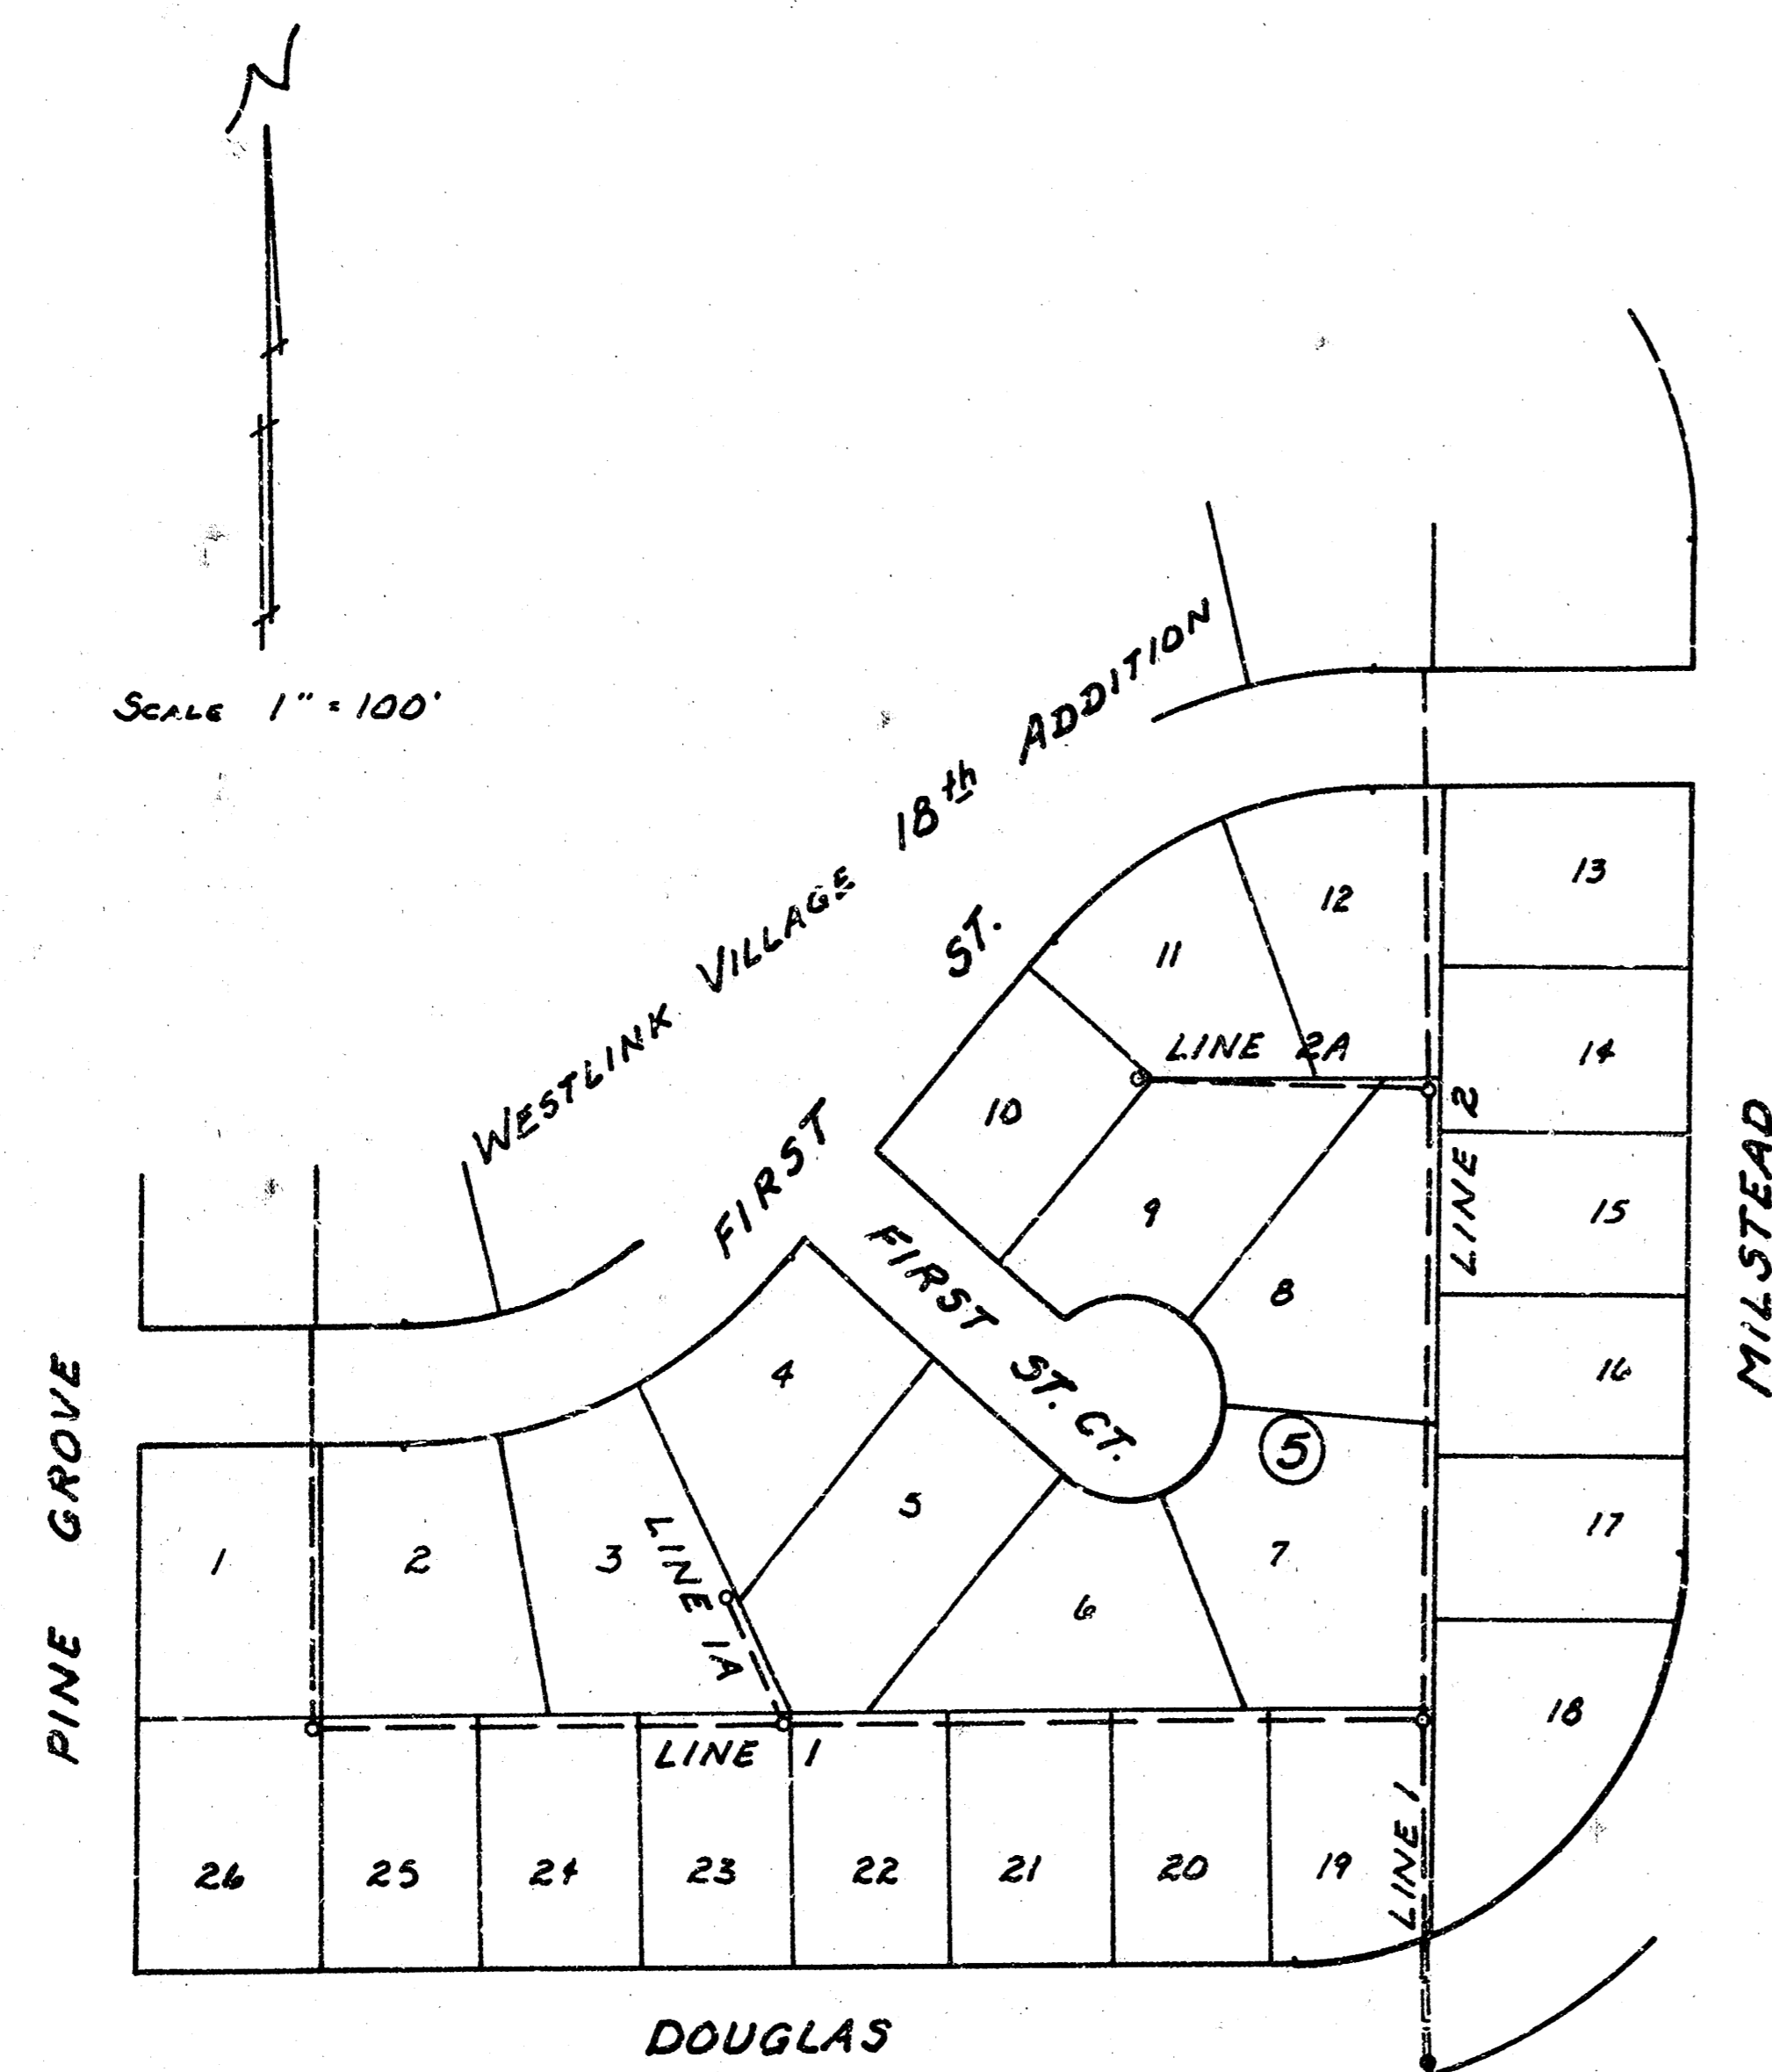 N
SCALE 1" = 100'
WESTLINK VILLAGE 18th ADDITION
FIRST ST.
FIRST ST. CT.
PINE GROVE
MILSTEAD
DOUGLAS
LINE 2A
LINE 2
LINE 1A
LINE 1
LINE 1
5
1
2
3
4
5
6
7
8
9
10
11
12
13
14
15
16
17
18
19
20
21
22
23
24
25
26